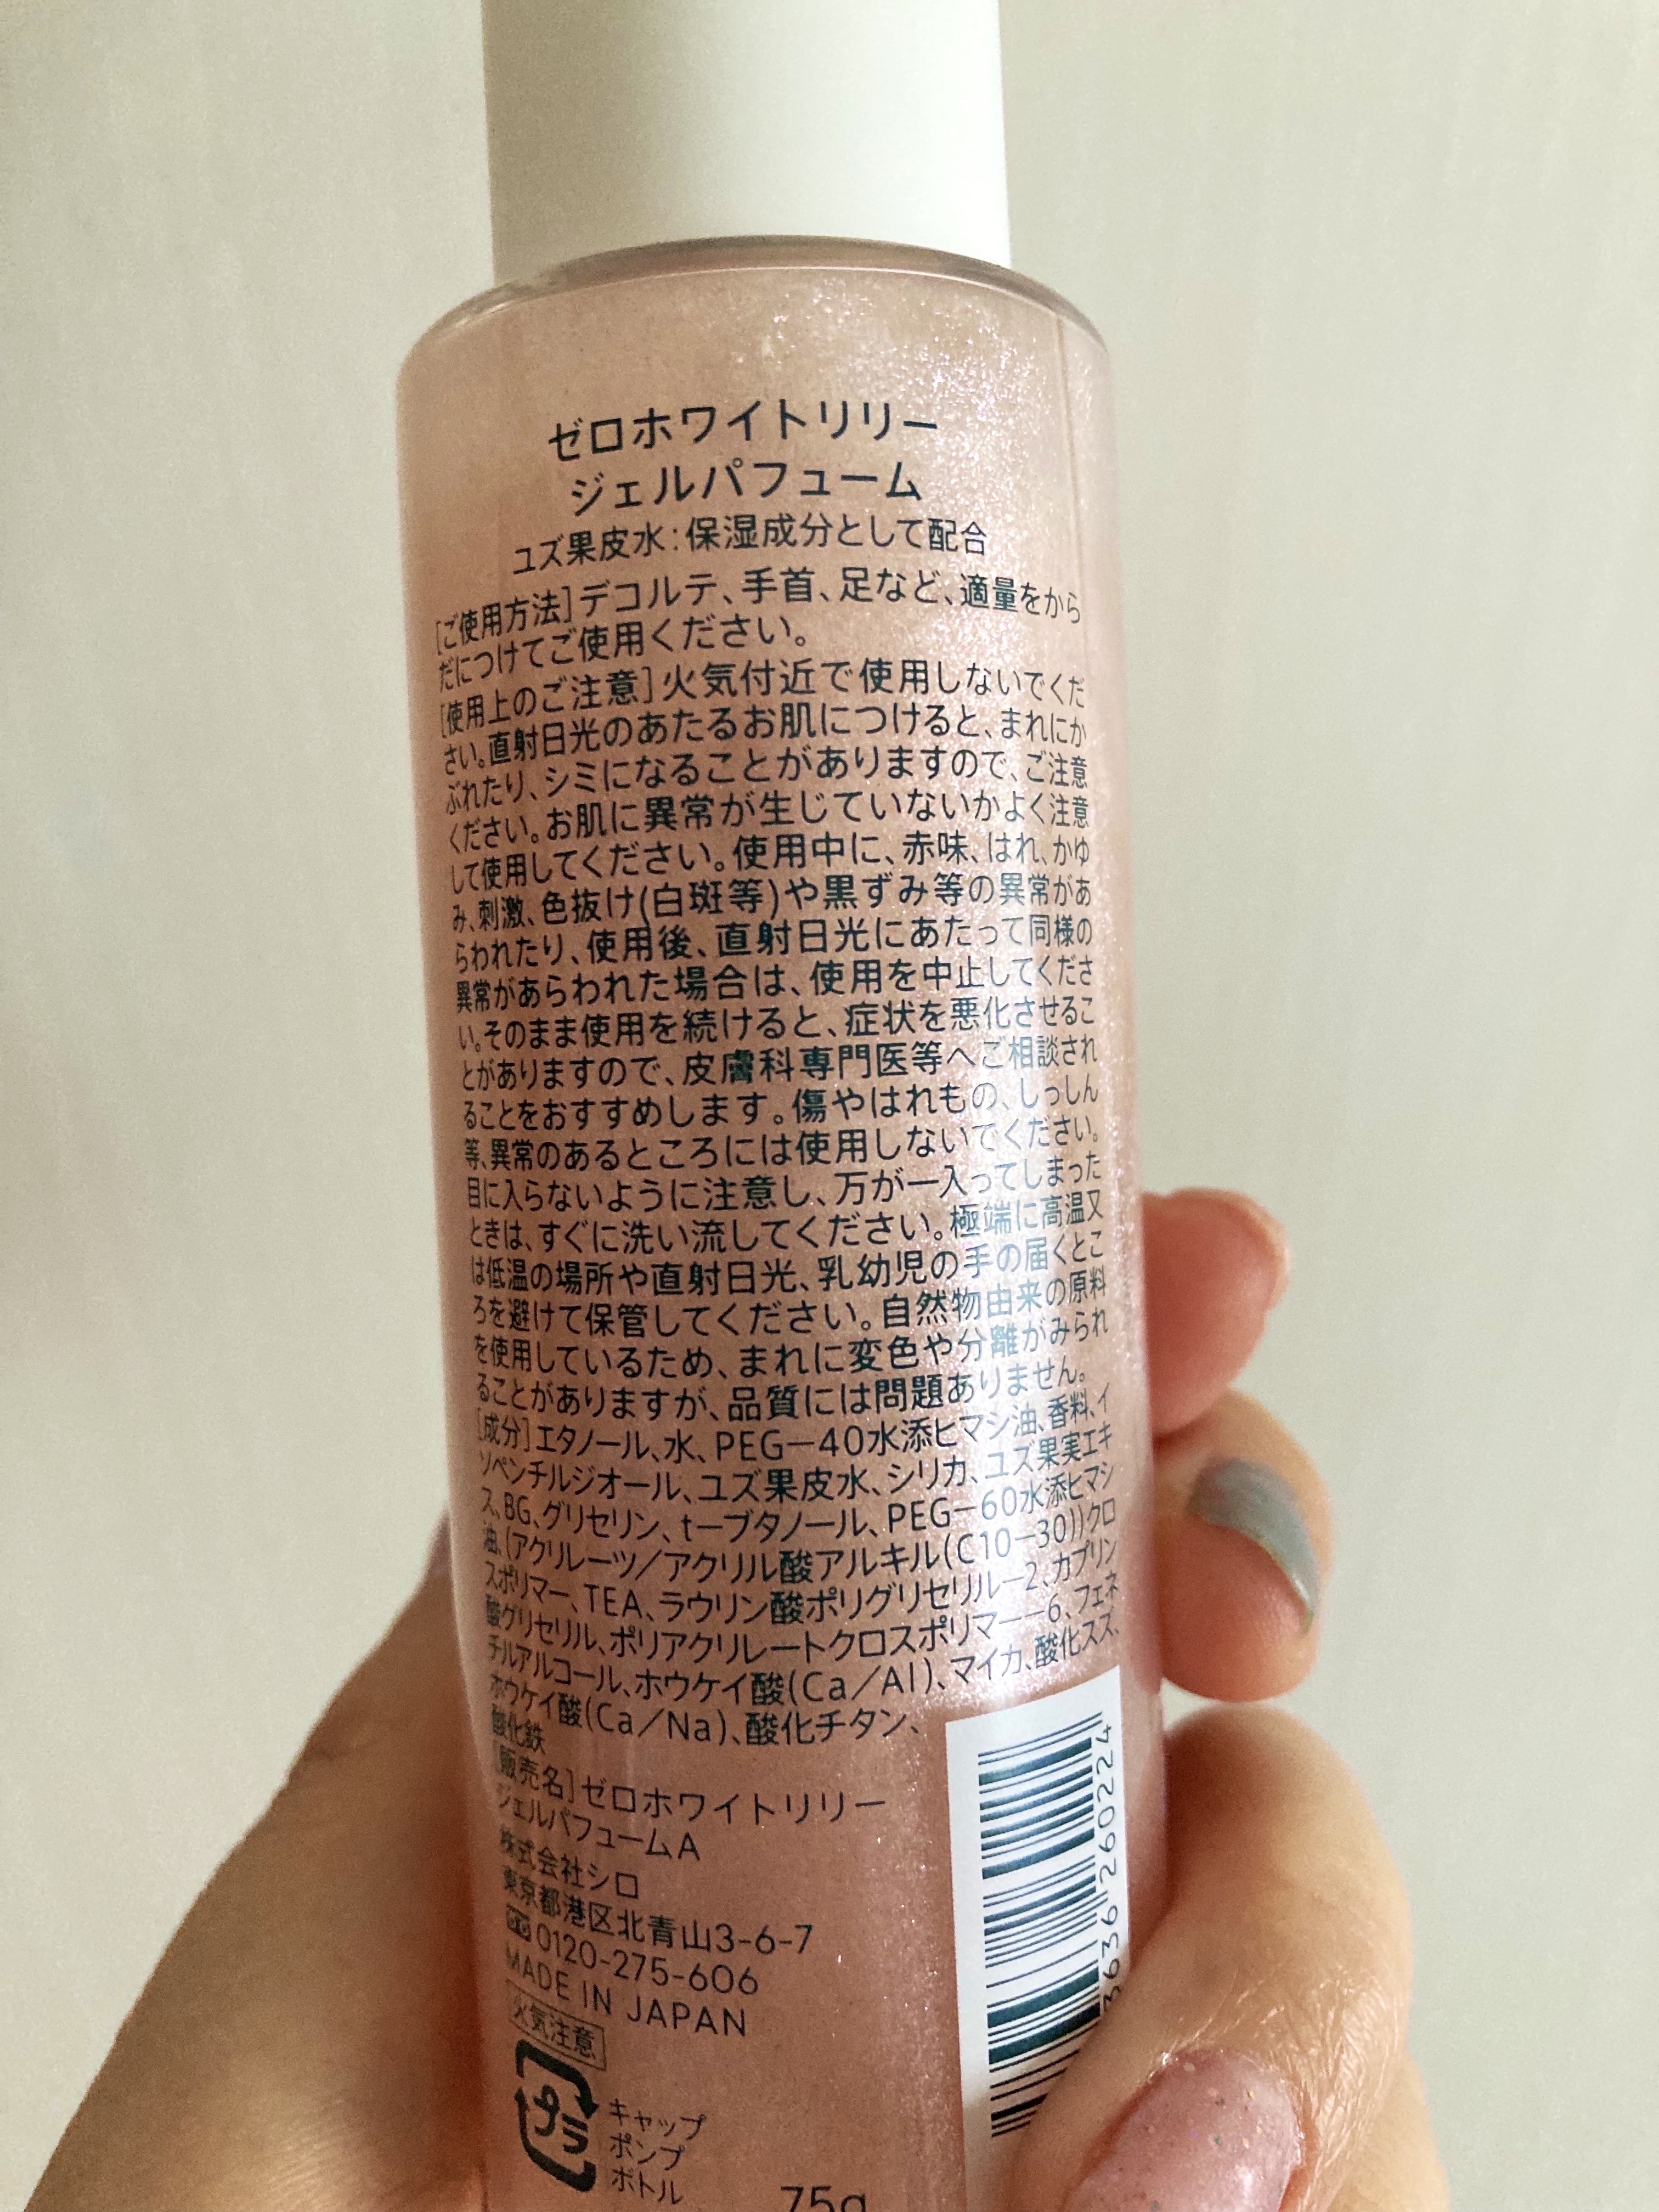 ゼロホワイトリリー
ジェルパフューム
ユズ果皮水:保湿成分として配合
[ご使用方法]デコルテ、手首、足など、適量をから
だにつけてご使用ください。
[使用上のご注意]火気付近で使用しないでくだ
さい。直射日光のあたるお肌につけると、まれにか
ぶれたり、シミになることがありますので、ご注意
ください。お肌に異常が生じていないかよく注意
して使用してください。使用中に、赤味、はれ、かゆ
み、刺激、色抜け(白斑等)や黒ずみ等の異常があ
らわれたり、使用後、直射日光にあたって同様の
異常があらわれた場合は、使用を中止してくださ
い。そのまま使用を続けると、症状を悪化させるこ
とがありますので、皮膚科専門医等へご相談され
ることをおすすめします。傷やはれもの、しっしん
等、異常のあるところには使用しないでください。
目に入らないように注意し、万が一入ってしまった
ときは、すぐに洗い流してください。極端に高温又
は低温の場所や直射日光、乳幼児の手の届くとこ
ろを避けて保管してください。自然物由来の原料
を使用しているため、まれに変色や分離がみられ
ることがありますが、品質には問題ありません。
[成分]エタノール、水、PEG－40水添ヒマシ油、香料、イ
ソペンチルジオール、ユズ果皮水、シリカ、ユズ果実エキ
ス、BG、グリセリン、t－ブタノール、PEG－60水添ヒマシ
油、(アクリレーツ／アクリル酸アルキル(C10－30))クロ
スポリマー、TEA、ラウリン酸ポリグリセリル－2、カプリン
酸グリセリル、ポリアクリレートクロスポリマー－6、フェネ
チルアルコール、ホウケイ酸(Ca／Al)、マイカ、酸化スズ、
ホウケイ酸(Ca／Na)、酸化チタン、
酸化鉄
[販売名]ゼロホワイトリリー
ジェルパフュームA
株式会社シロ
東京都港区北青山3-6-7
0120-275-606
MADE IN JAPAN
火気注意
プラ
キャップ
ポンプ
ボトル
75g
3636 260224